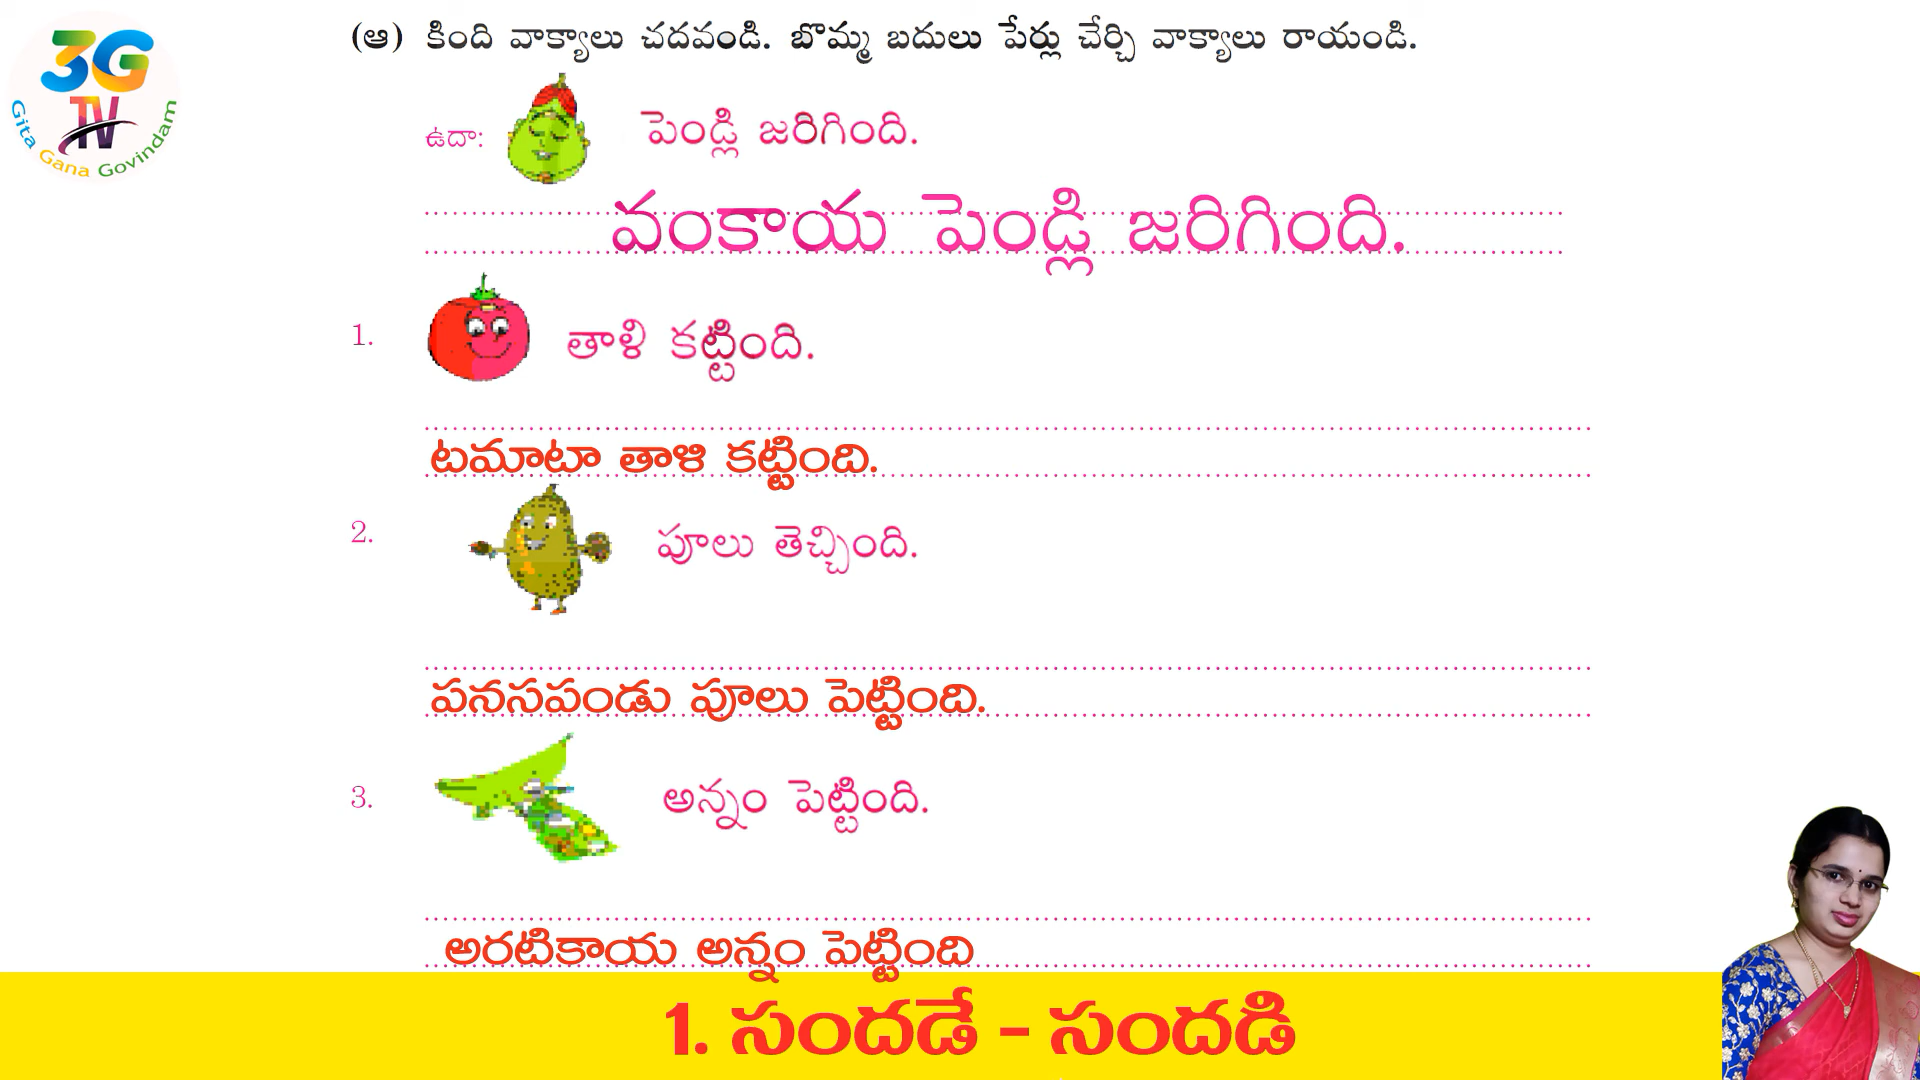 3G
TV
Gita Gana Govindam
(ఆ) కింది వాక్యాలు చదవండి. బొమ్మ బదులు పేర్లు చేర్చి వాక్యాలు రాయండి.
ఉదా: పెండ్లి జరిగింది.
వంకాయ పెండ్లి జరిగింది.
1. తాళి కట్టింది.
టమాటా తాళి కట్టింది.
2. పూలు తెచ్చింది.
పనసపండు పూలు పెట్టింది.
3. అన్నం పెట్టింది.
అరటికాయ అన్నం పెట్టింది
1. సందడే - సందడి